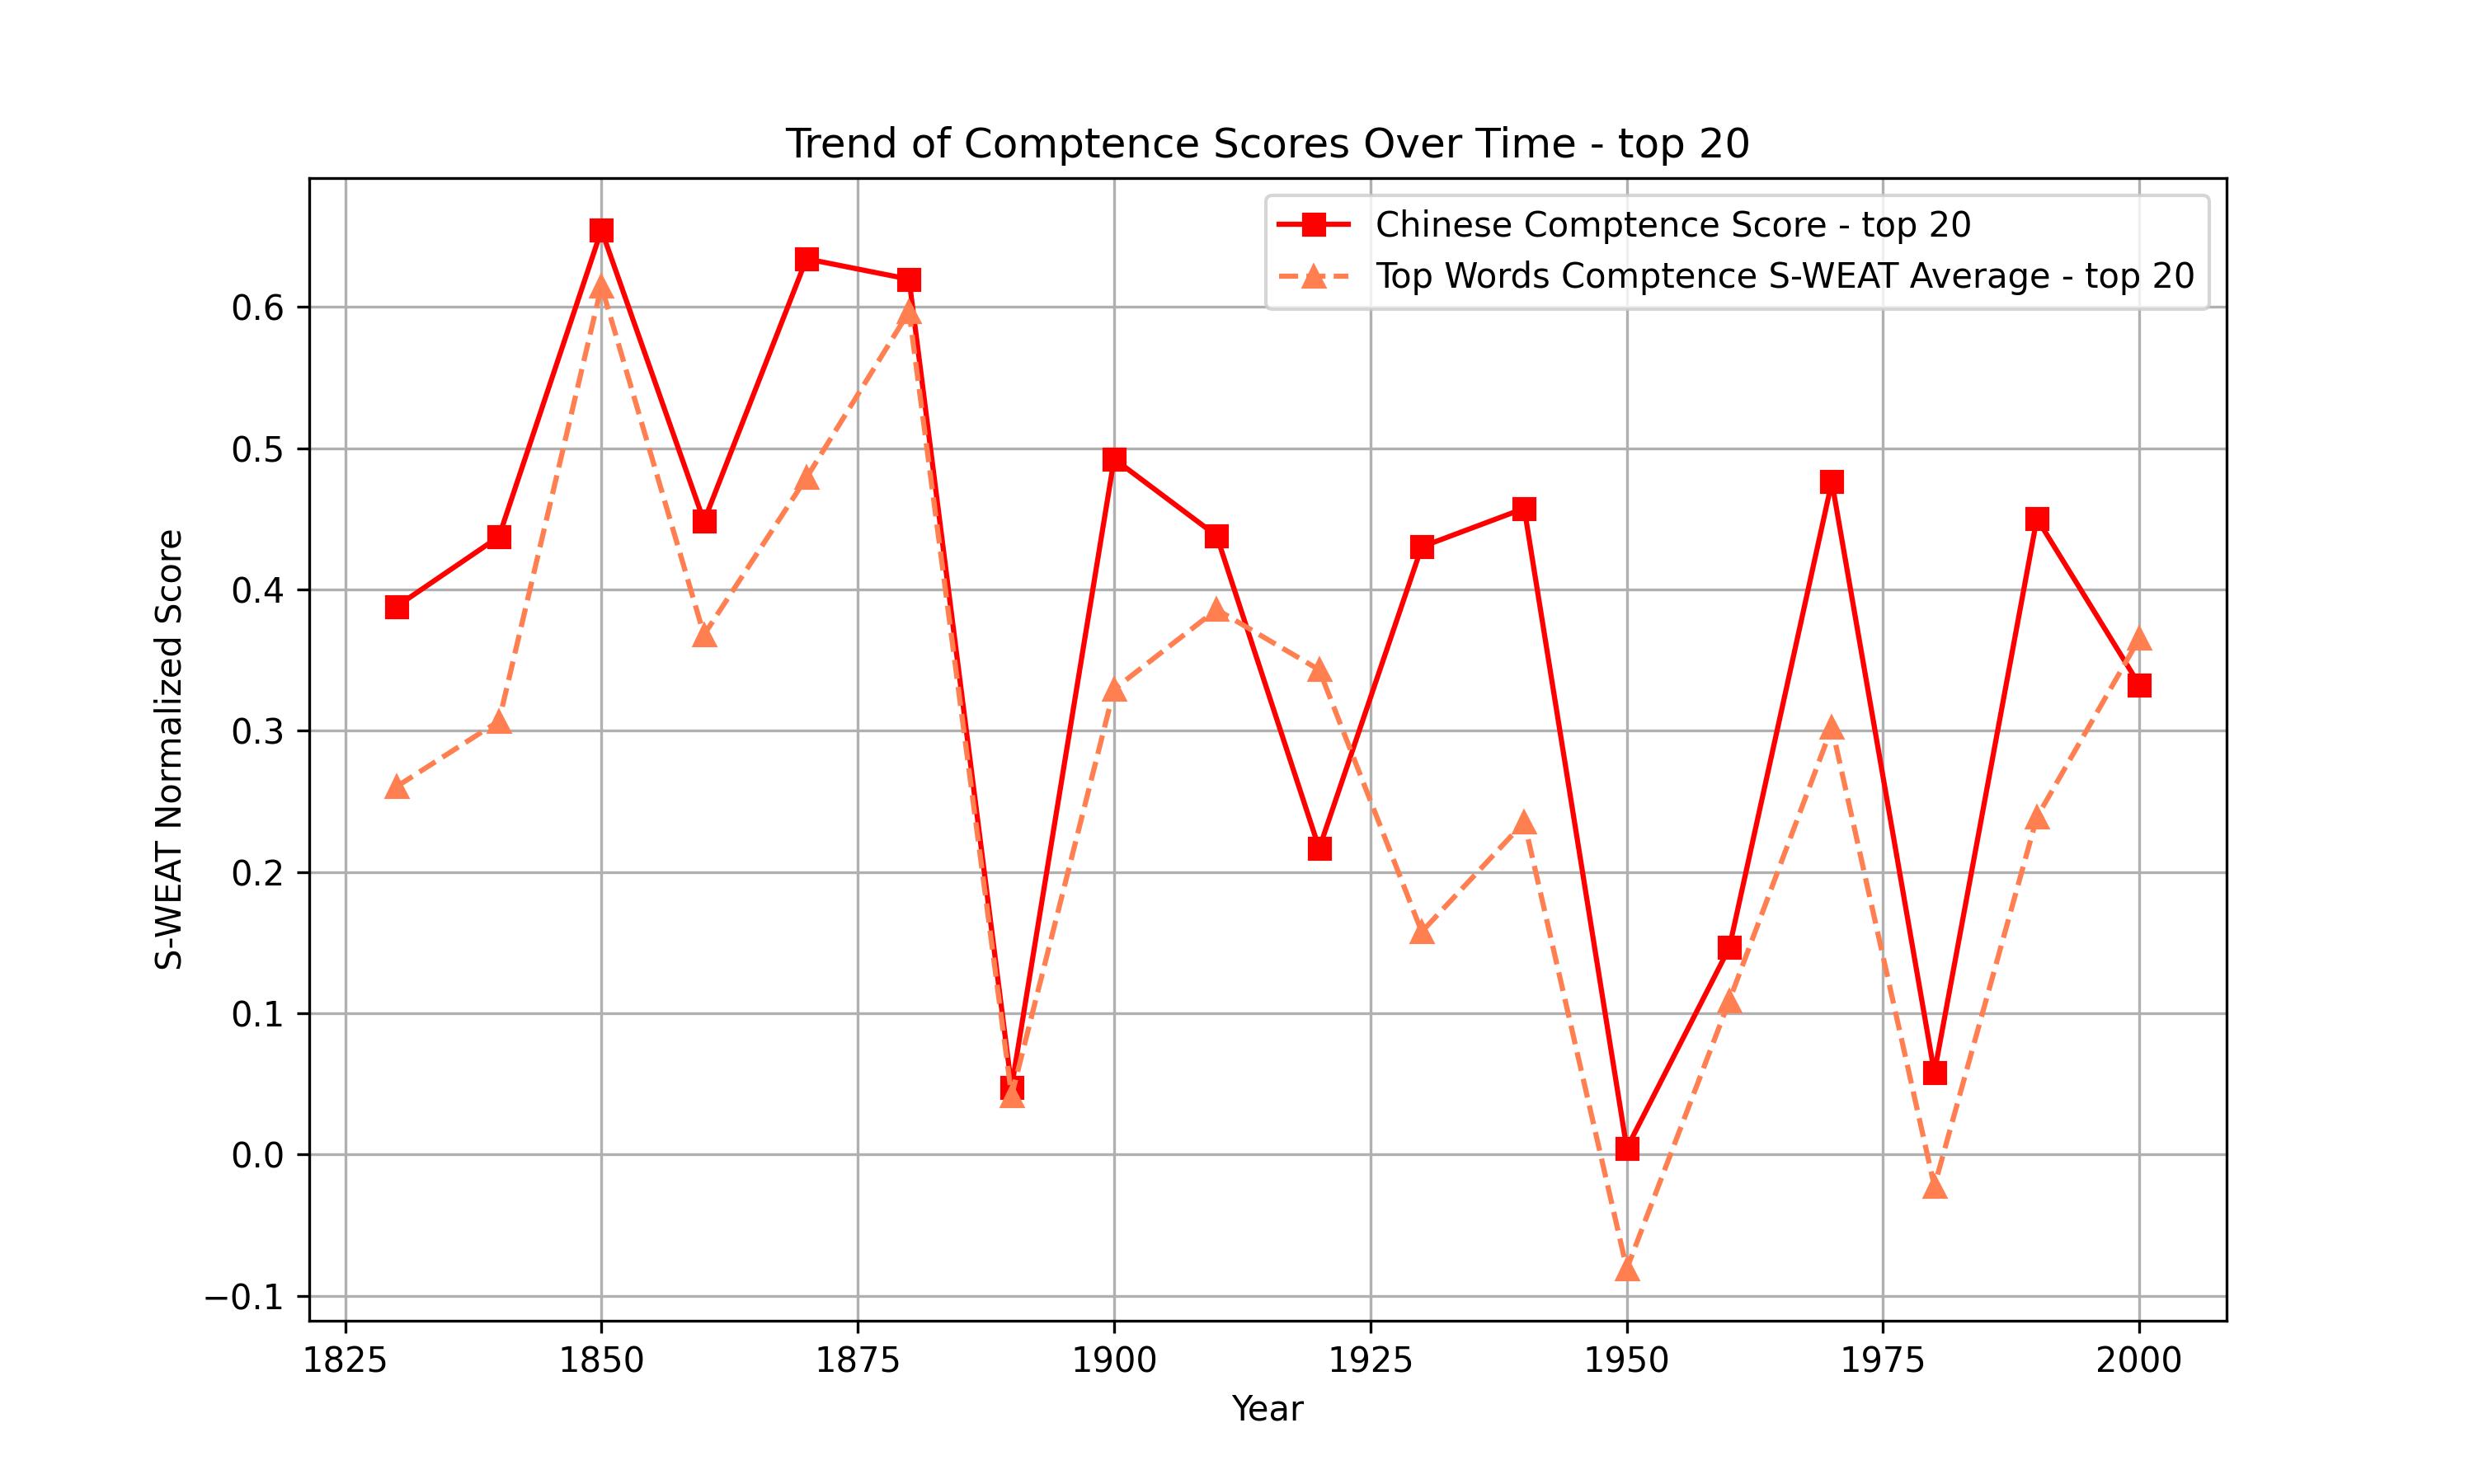 Trend of Comptence Scores Over Time - top 20
Chinese Comptence Score - top 20
Top Words Comptence S-WEAT Average - top 20
S-WEAT Normalized Score
0.6
0.5
0.4
0.3
0.2
0.1
0.0
−0.1
1825 1850 1875 1900 1925 1950 1975 2000
Year